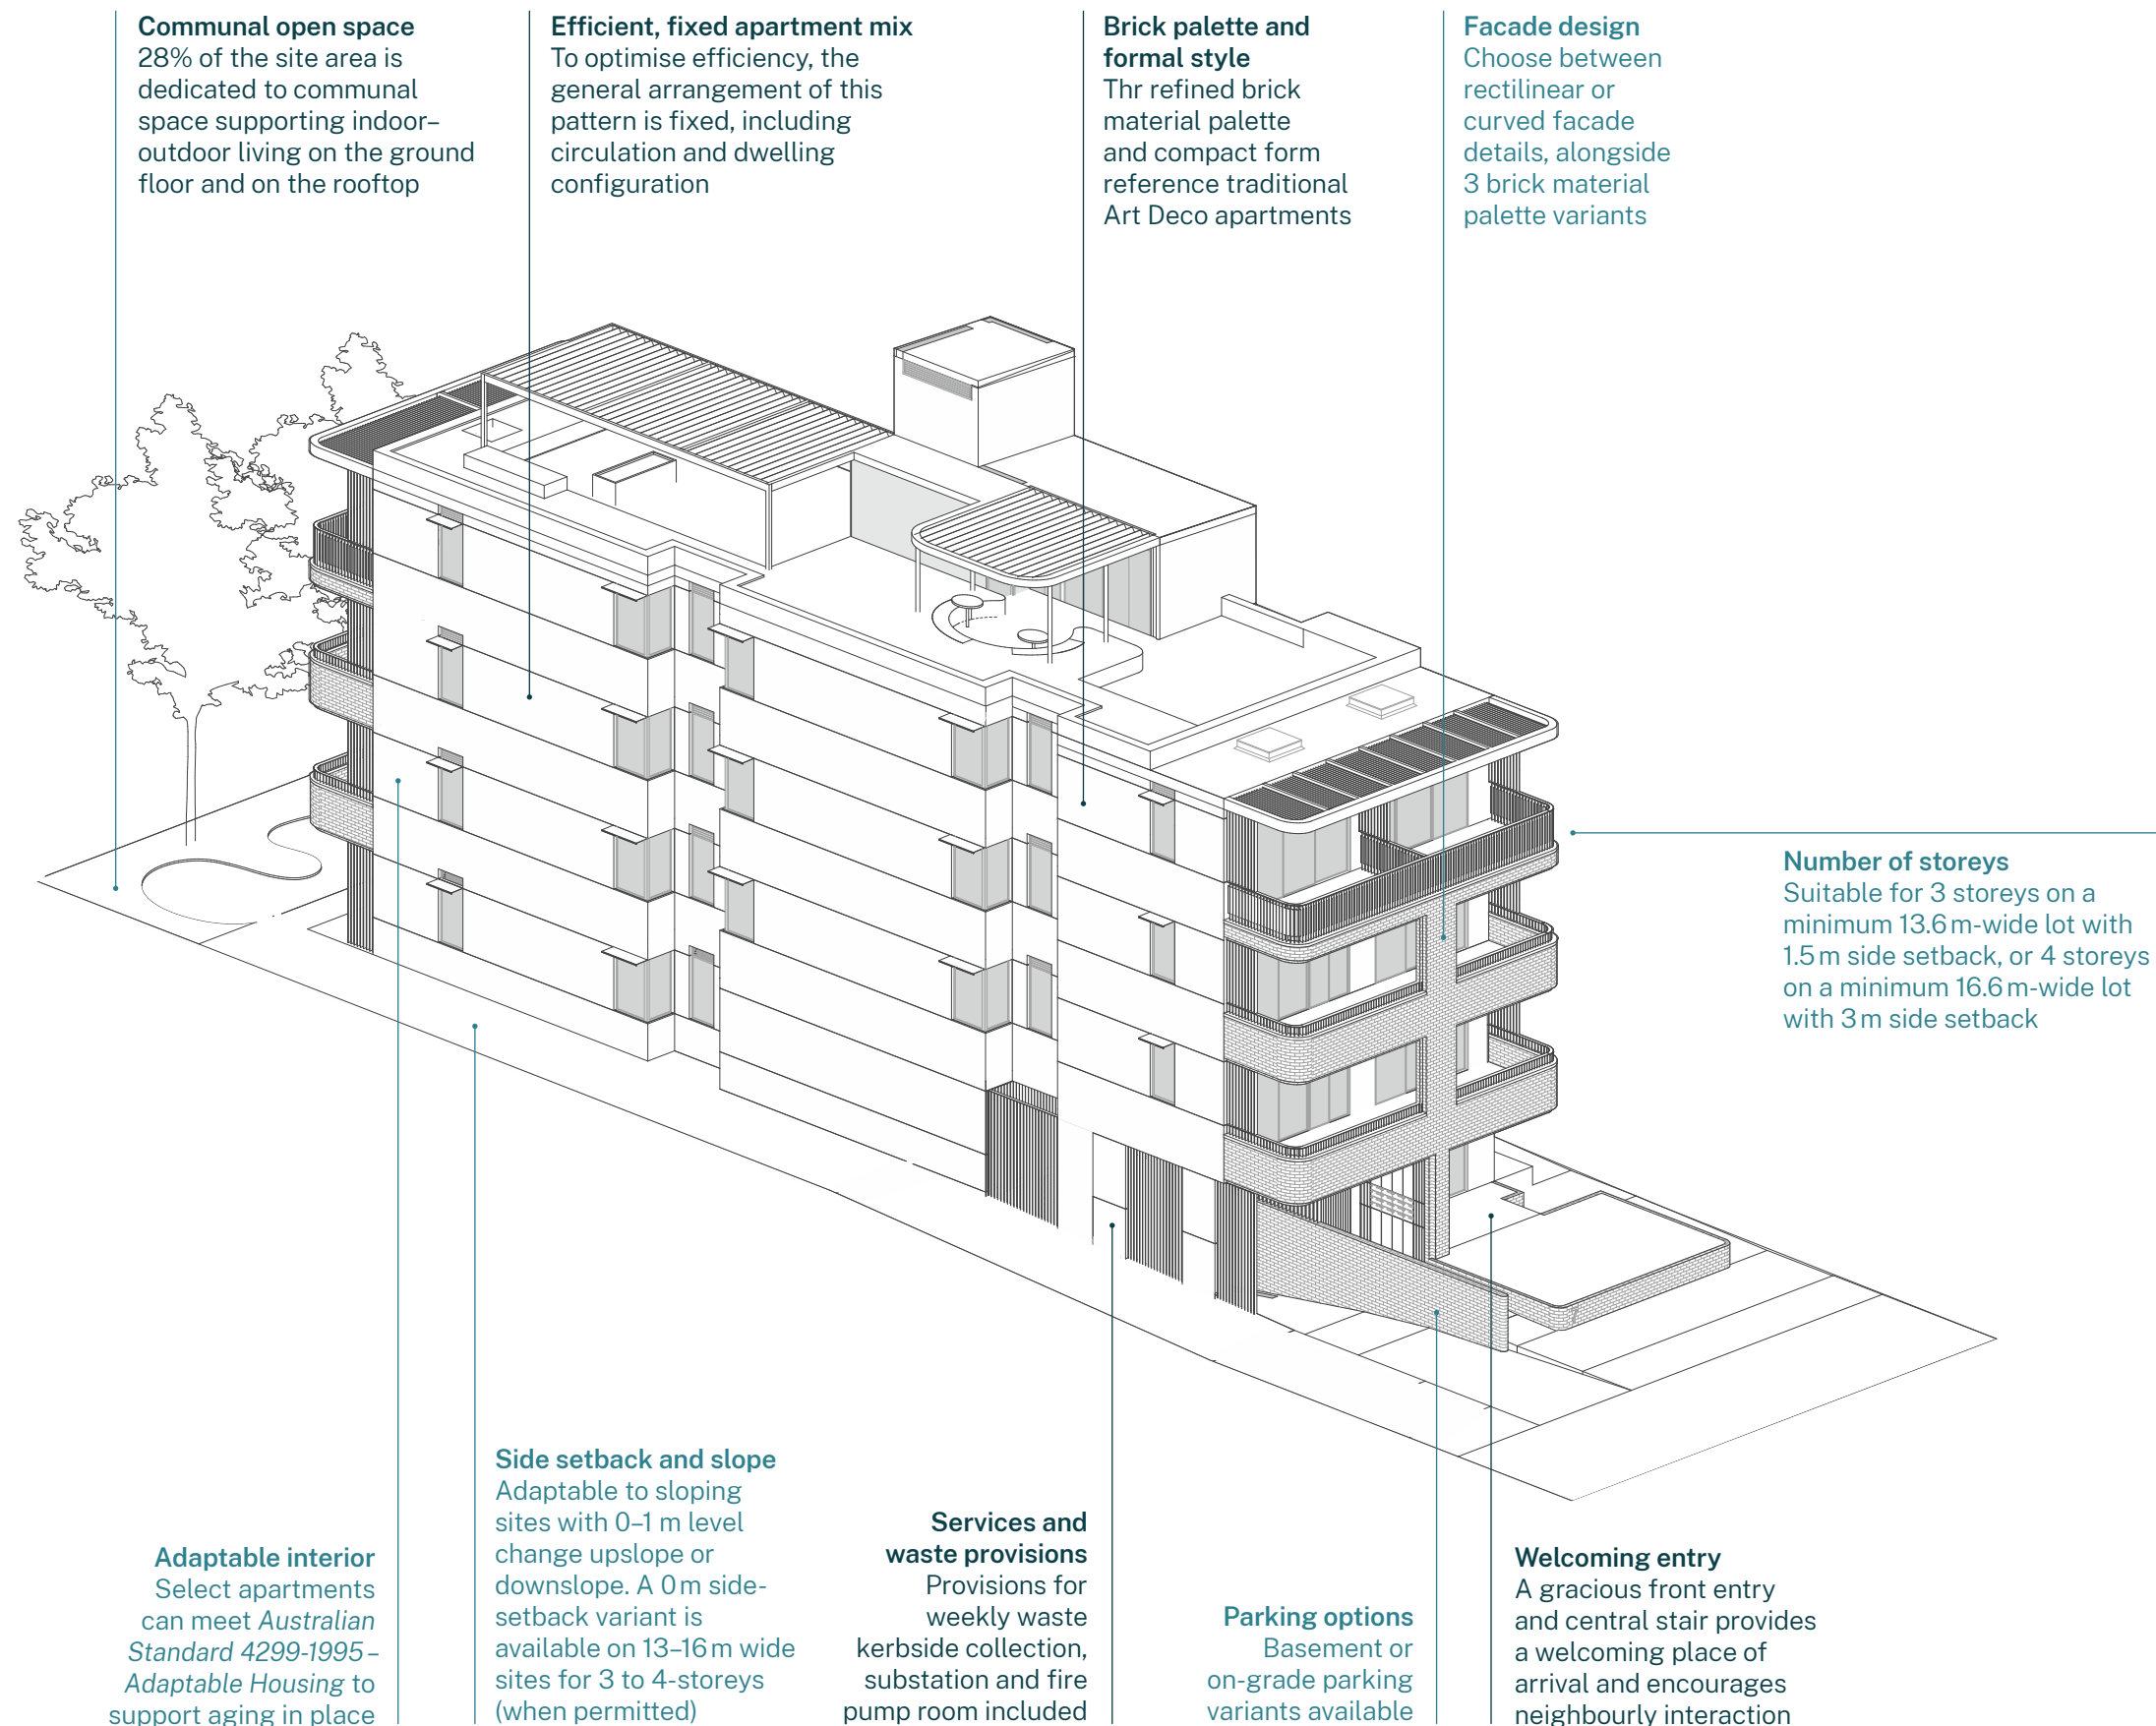 Communal open space
28% of the site area is
dedicated to communal
space supporting indoor–
outdoor living on the ground
floor and on the rooftop
Efficient, fixed apartment mix
To optimise efficiency, the
general arrangement of this
pattern is fixed, including
circulation and dwelling
configuration
Brick palette and
formal style
Thr refined brick
material palette
and compact form
reference traditional
Art Deco apartments
Facade design
Choose between
rectilinear or
curved facade
details, alongside
3 brick material
palette variants
Number of storeys
Suitable for 3 storeys on a
minimum 13.6 m-wide lot with
1.5 m side setback, or 4 storeys
on a minimum 16.6 m-wide lot
with 3 m side setback
Adaptable interior
Select apartments
can meet Australian
Standard 4299-1995 –
Adaptable Housing to
support aging in place
Side setback and slope
Adaptable to sloping
sites with 0–1 m level
change upslope or
downslope. A 0 m side-
setback variant is
available on 13–16 m wide
sites for 3 to 4-storeys
(when permitted)
Services and
waste provisions
Provisions for
weekly waste
kerbside collection,
substation and fire
pump room included
Parking options
Basement or
on-grade parking
variants available
Welcoming entry
A gracious front entry
and central stair provides
a welcoming place of
arrival and encourages
neighbourly interaction